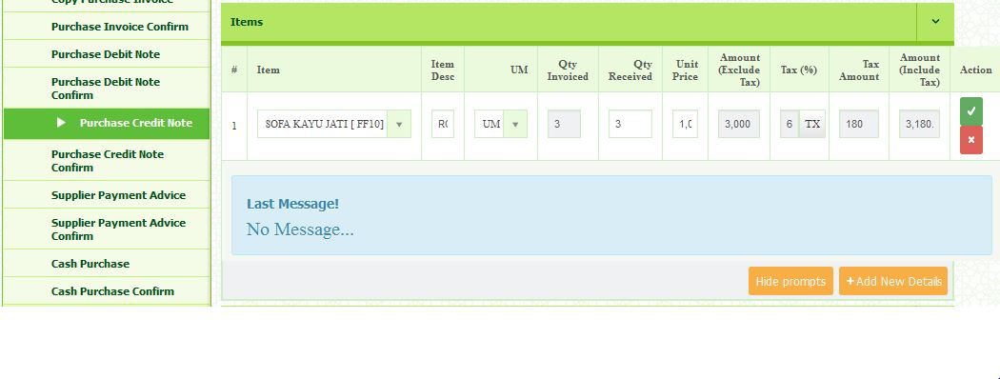 Copy Purchase Invoice
Purchase Invoice Confirm
Purchase Debit Note
Purchase Debit Note
Confirm
Purchase Credit Note
Purchase Credit Note
Confirm
Supplier Payment Advice
Supplier Payment Advice
Confirm
Cash Purchase
Cash Purchase Confirm
Items
# Item Item Desc UM Qty Invoiced Qty Received Unit Price Amount (Exclude Tax) Tax (%) Tax Amount Amount (Include Tax) Action
1 SOFA KAYU JATI [ FF10] RC UM 3 3 1,0 3,000 6 TX 180 3,180.
Last Message!
No Message...
Hide prompts +Add New Details